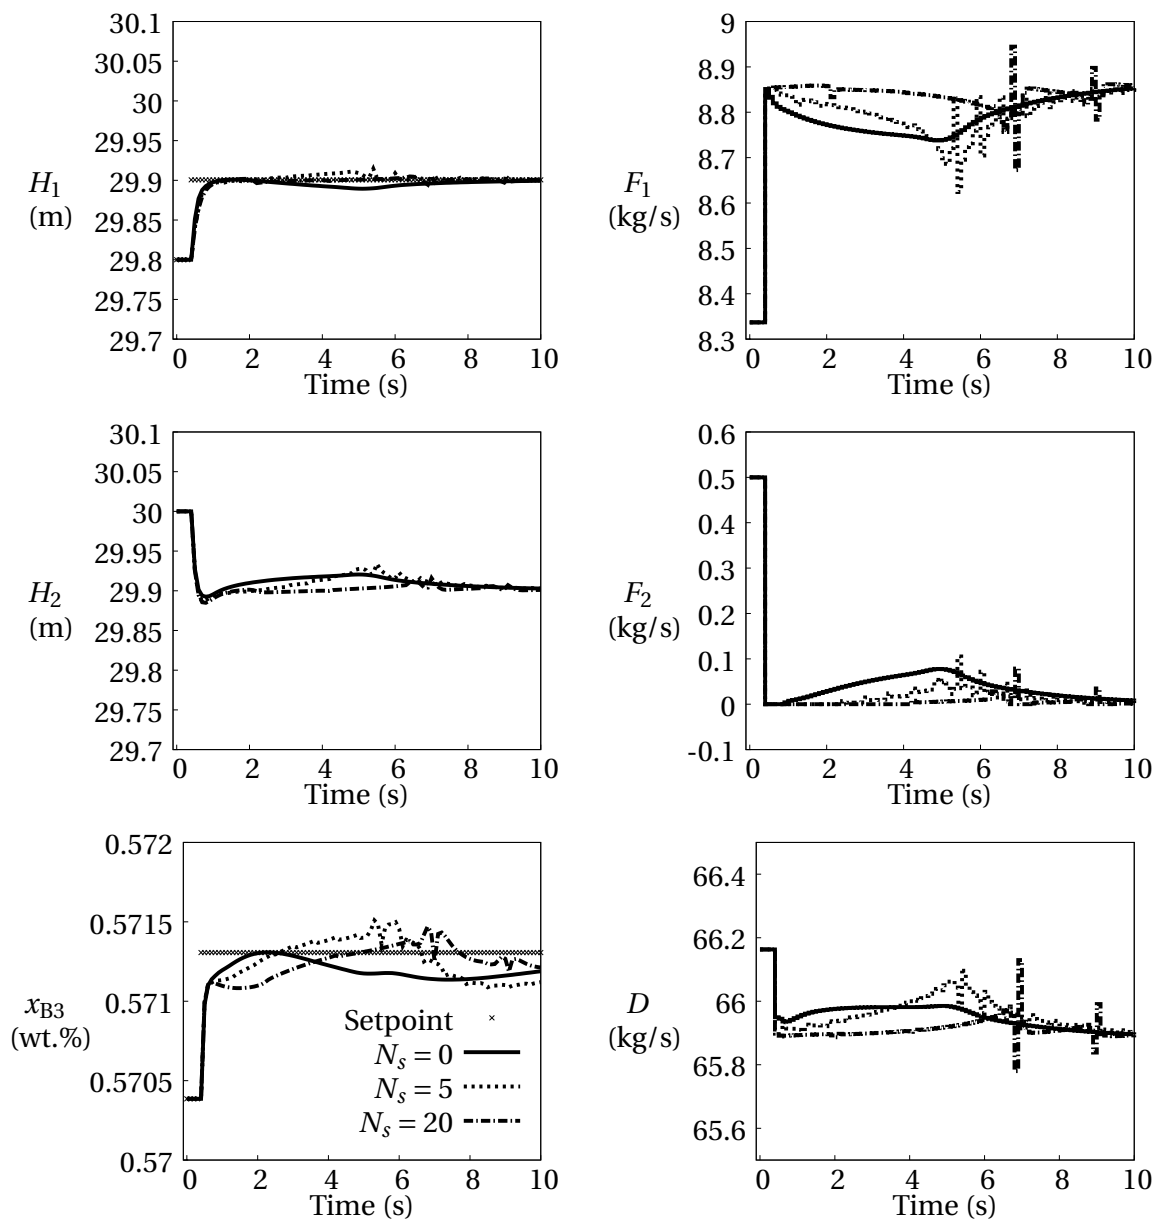 30.1
30.05
30
29.95
29.9
29.85
29.8
29.75
29.7
H1
(m)
0 2 4 6 8 10
Time (s)
9
8.9
8.8
8.7
8.6
8.5
8.4
8.3
F1
(kg/s)
0 2 4 6 8 10
Time (s)
30.1
30.05
30
29.95
29.9
29.85
29.8
29.75
29.7
H2
(m)
0 2 4 6 8 10
Time (s)
0.6
0.5
0.4
0.3
0.2
0.1
0
-0.1
F2
(kg/s)
0 2 4 6 8 10
Time (s)
0.572
0.5715
0.571
0.5705
0.57
xB3
(wt.%)
Setpoint
Ns = 0
Ns = 5
Ns = 20
0 2 4 6 8 10
Time (s)
66.4
66.2
66
65.8
65.6
D
(kg/s)
0 2 4 6 8 10
Time (s)